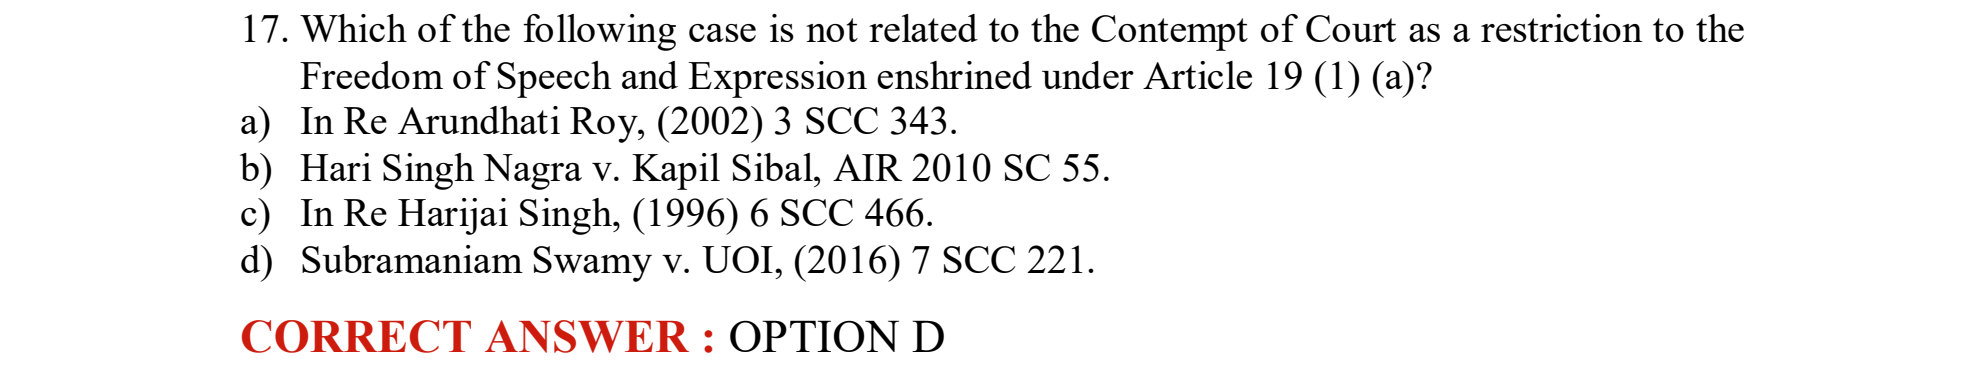 17. Which of the following case is not related to the Contempt of Court as a restriction to the
Freedom of Speech and Expression enshrined under Article 19 (1) (a)?
a) In Re Arundhati Roy, (2002) 3 SCC 343.
b) Hari Singh Nagra v. Kapil Sibal, AIR 2010 SC 55.
c) In Re Harijai Singh, (1996) 6 SCC 466.
d) Subramaniam Swamy v. UOI, (2016) 7 SCC 221.
CORRECT ANSWER : OPTION D